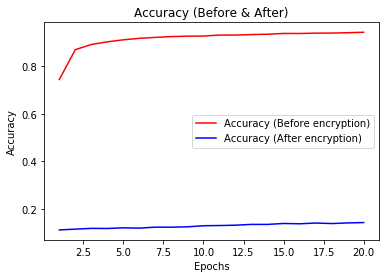 Accuracy (Before & After)
Accuracy
0.8
0.6
0.4
0.2
Accuracy (Before encryption)
Accuracy (After encryption)
2.5 5.0 7.5 10.0 12.5 15.0 17.5 20.0
Epochs